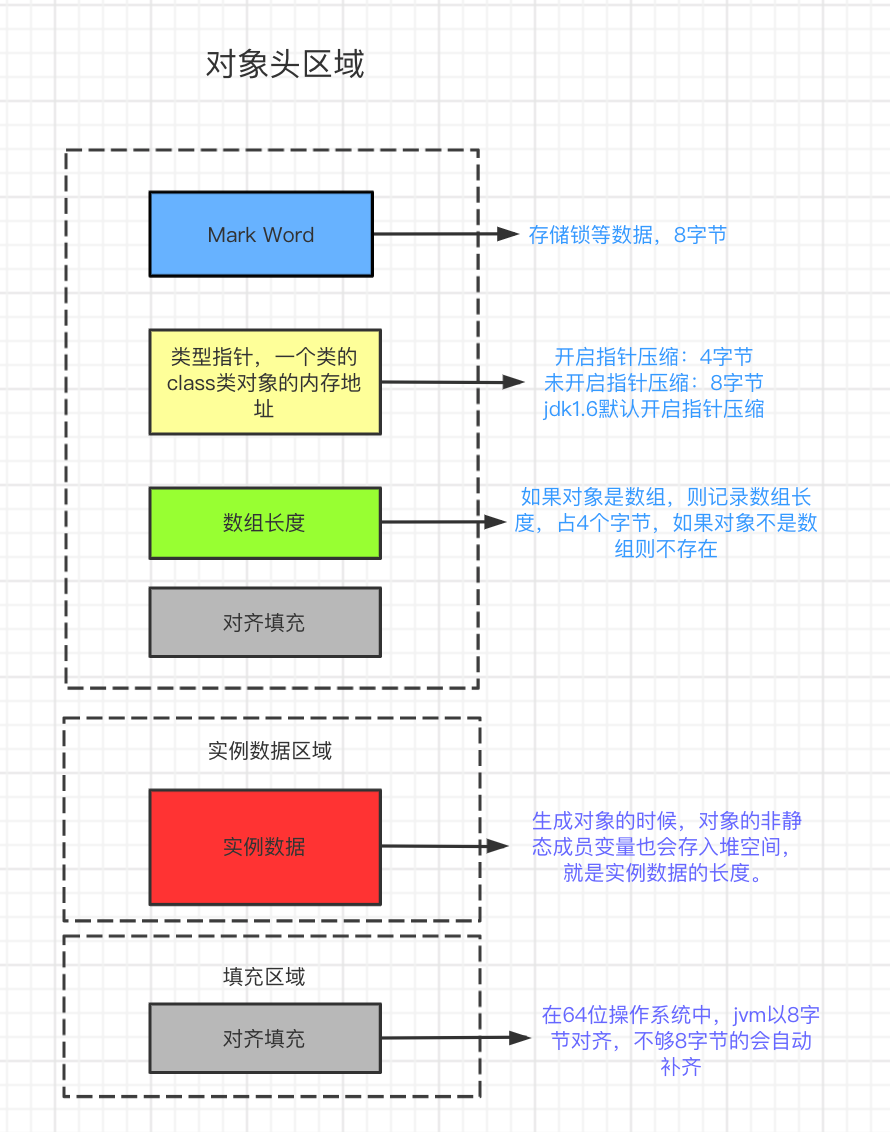 对象头区域
Mark Word
存储锁等数据，8字节
类型指针，一个类的
class类对象的内存地
址
开启指针压缩：4字节
未开启指针压缩：8字节
jdk1.6默认开启指针压缩
数组长度
如果对象是数组，则记录数组长
度，占4个字节，如果对象不是数
组则不存在
对齐填充
实例数据区域
实例数据
生成对象的时候，对象的非静
态成员变量也会存入堆空间，
就是实例数据的长度。
填充区域
对齐填充
在64位操作系统中，jvm以8字
节对齐，不够8字节的会自动
补齐